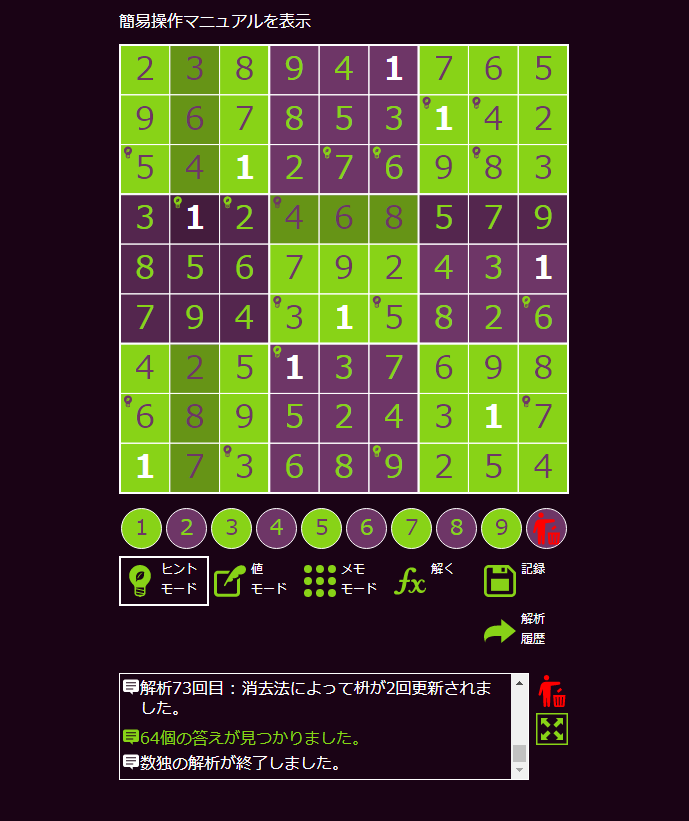 簡易操作マニュアルを表示
2 3 8 9 4 1 7 6 5
9 6 7 8 5 3 1 4 2
5 4 1 2 7 6 9 8 3
3 1 2 4 6 8 5 7 9
8 5 6 7 9 2 4 3 1
7 9 4 3 1 5 8 2 6
4 2 5 1 3 7 6 9 8
6 8 9 5 2 4 3 1 7
1 7 3 6 8 9 2 5 4
1 2 3 4 5 6 7 8 9
ヒント
モード
値
モード
メモ
モード
fx 解く
記録
解析
履歴
解析73回目：消去法によって枡が2回更新されま
した。
64個の答えが見つかりました。
数独の解析が終了しました。